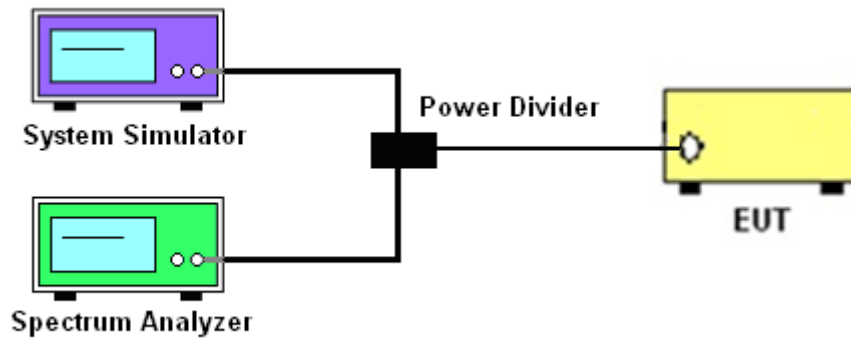 System Simulator
Power Divider
EUT
Spectrum Analyzer